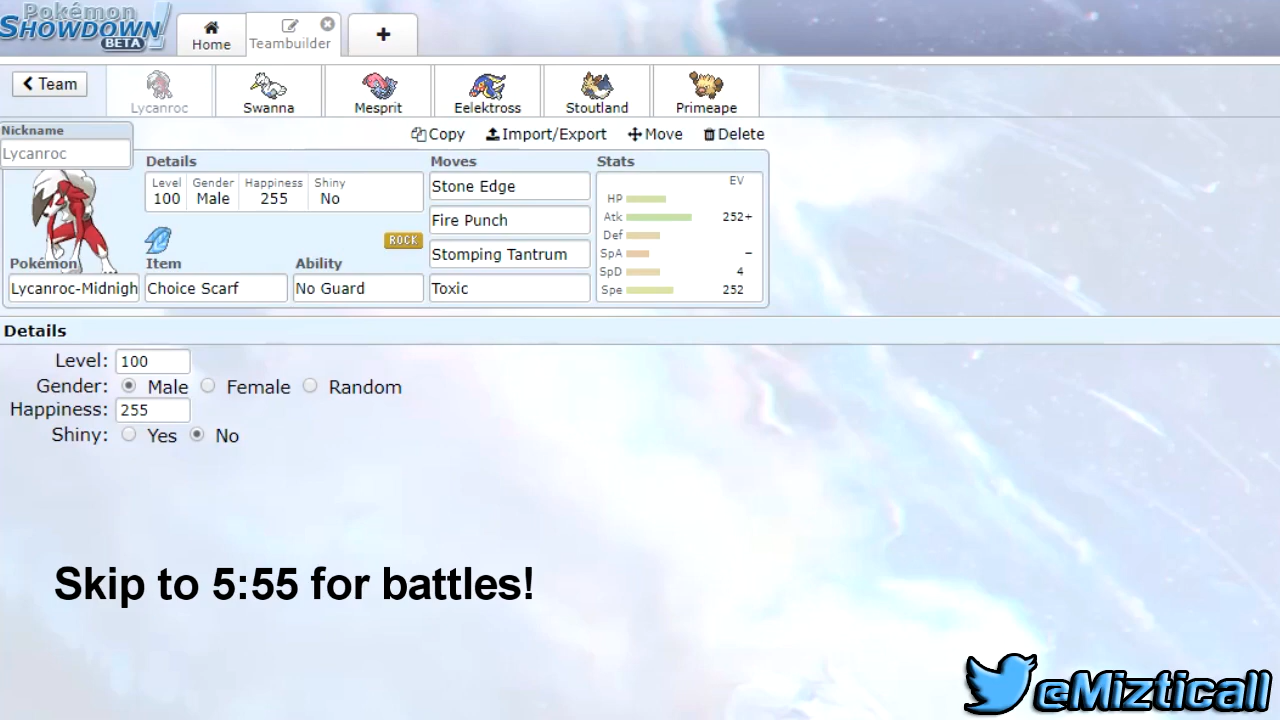 Pokémon
SHOWDOWN!
BETA
Home
Teambuilder
+
Team
Lycanroc
Swanna
Mesprit
Eelektross
Stoutland
Primeape
Nickname
Lycanroc
Copy Import/Export Move Delete
Details
Level Gender Happiness Shiny
100 Male 255 No
ROCK
Pokémon
Lycanroc-Midnigh
Item
Choice Scarf
Ability
No Guard
Moves
Stone Edge
Fire Punch
Stomping Tantrum
Toxic
Stats
EV
HP
Atk 252+
Def
SpA –
SpD 4
Spe 252
Details
Level: 100
Gender: Male Female Random
Happiness: 255
Shiny: Yes No
Skip to 5:55 for battles!
@Mizticall